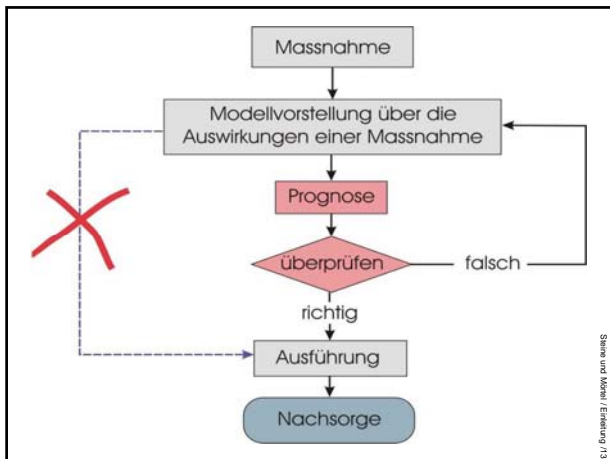 Massnahme
Modellvorstellung über die
Auswirkungen einer Massnahme
Prognose
überprüfen
falsch
richtig
Ausführung
Nachsorge
Steine und Mörtel / Einleitung /13